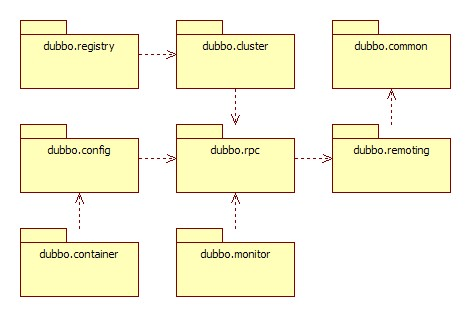 dubbo.registry
dubbo.cluster
dubbo.common
dubbo.config
dubbo.rpc
dubbo.remoting
dubbo.container
dubbo.monitor